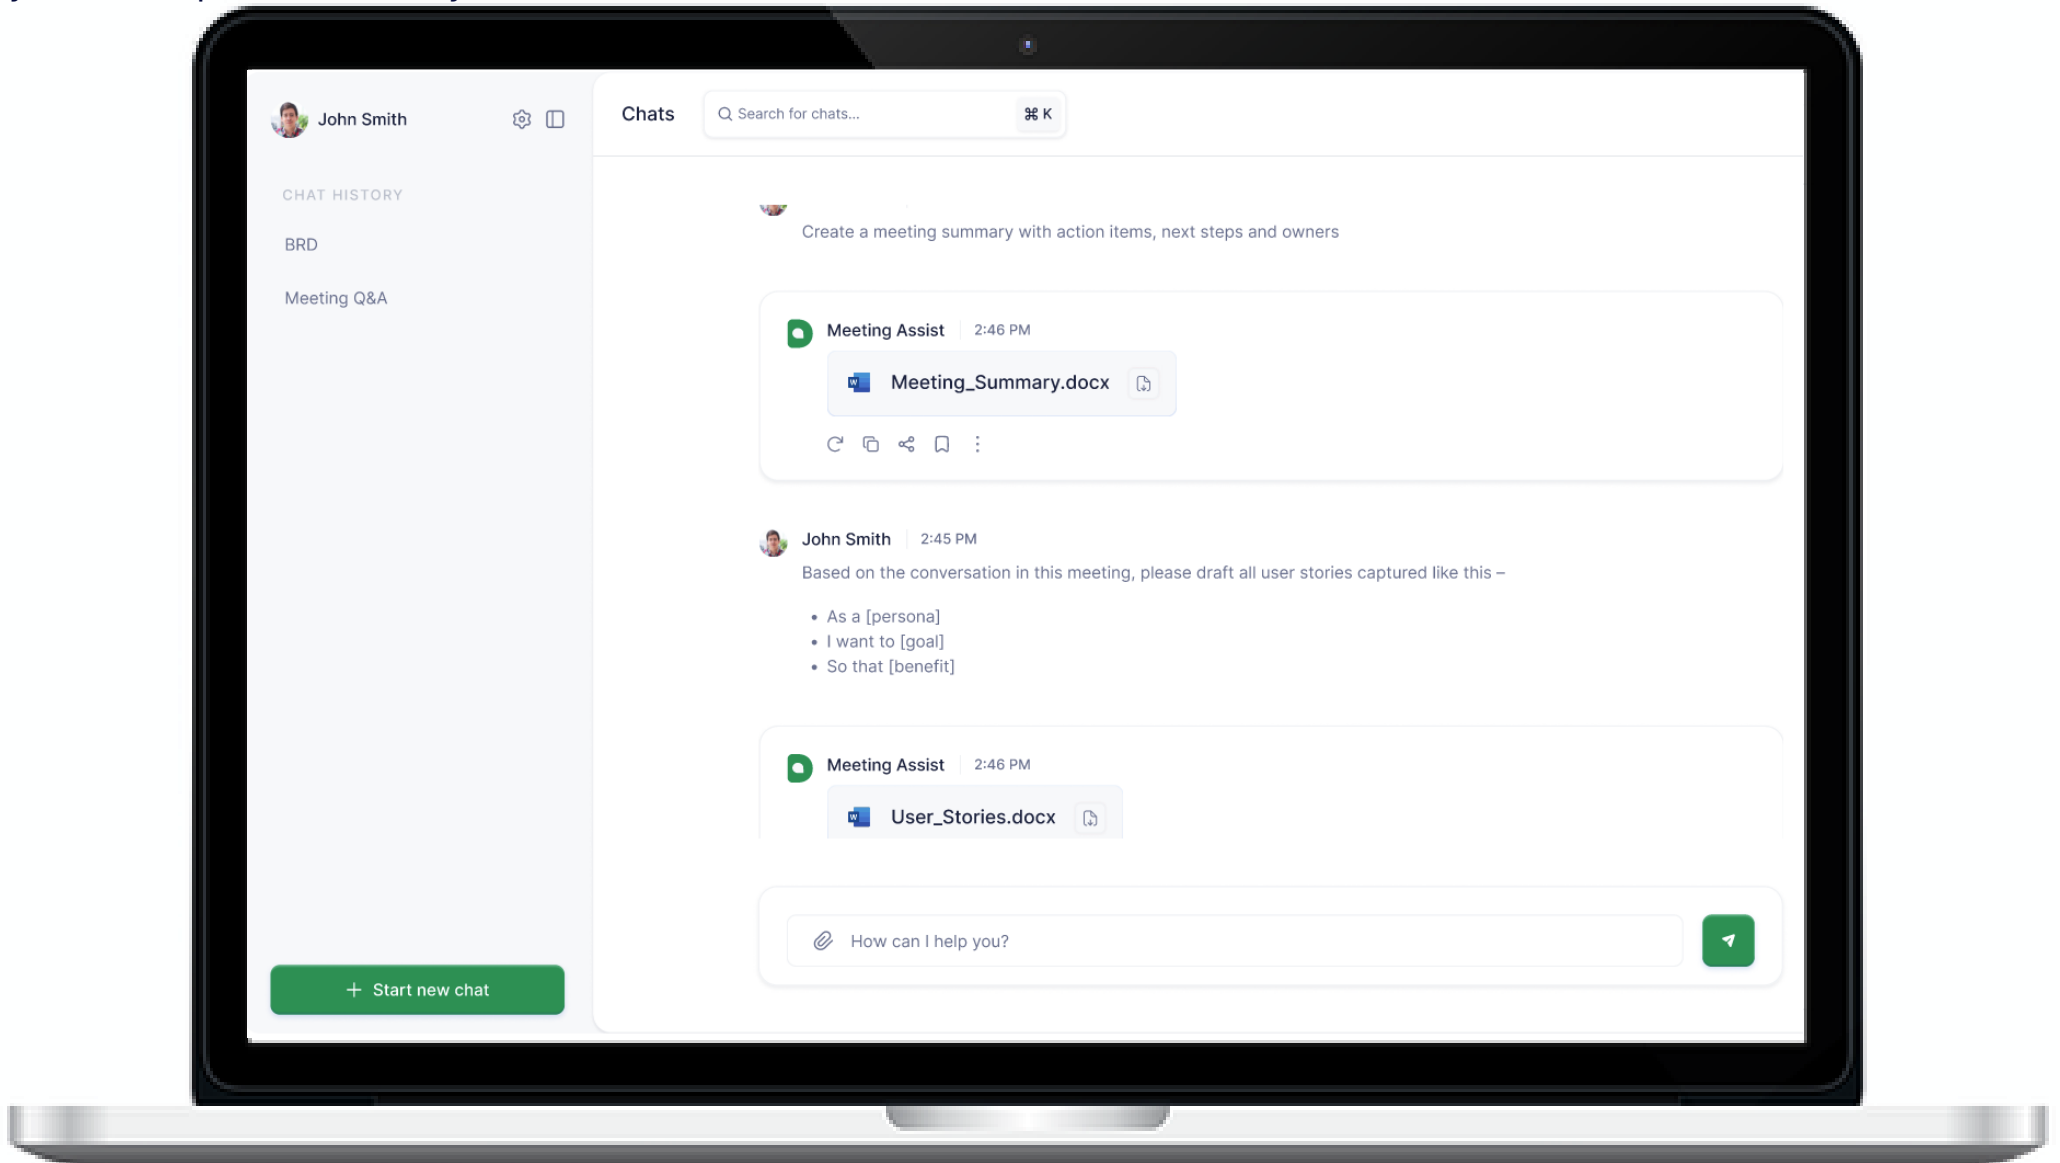 John Smith
CHAT HISTORY
BRD
Meeting Q&A
+ Start new chat
Chats
Search for chats...
⌘ K
Create a meeting summary with action items, next steps and owners
Meeting Assist 2:46 PM
Meeting_Summary.docx
John Smith 2:45 PM
Based on the conversation in this meeting, please draft all user stories captured like this –
• As a [persona]
• I want to [goal]
• So that [benefit]
Meeting Assist 2:46 PM
User_Stories.docx
How can I help you?